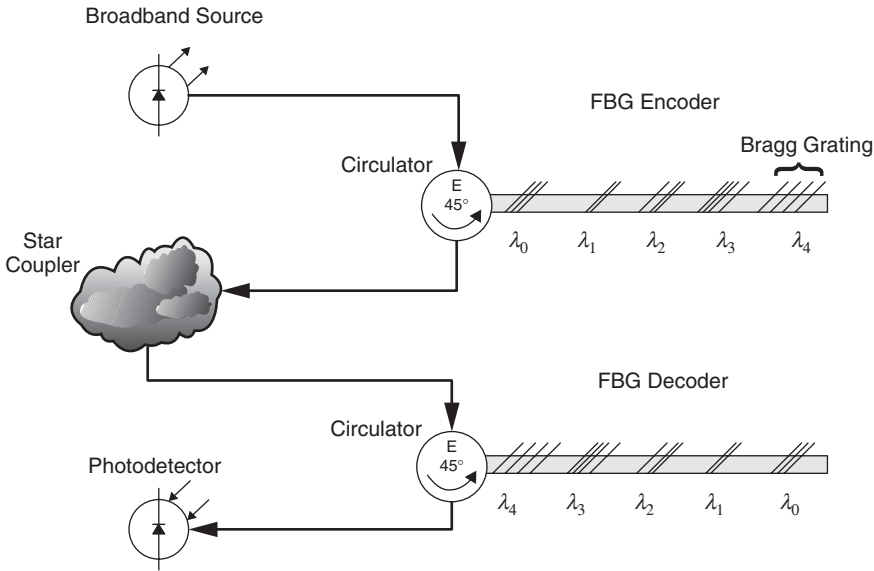 Broadband Source
FBG Encoder
Bragg Grating
Circulator
E
45°
λ0 λ1 λ2 λ3 λ4
Star
Coupler
FBG Decoder
Circulator
E
45°
Photodetector
λ4 λ3 λ2 λ1 λ0